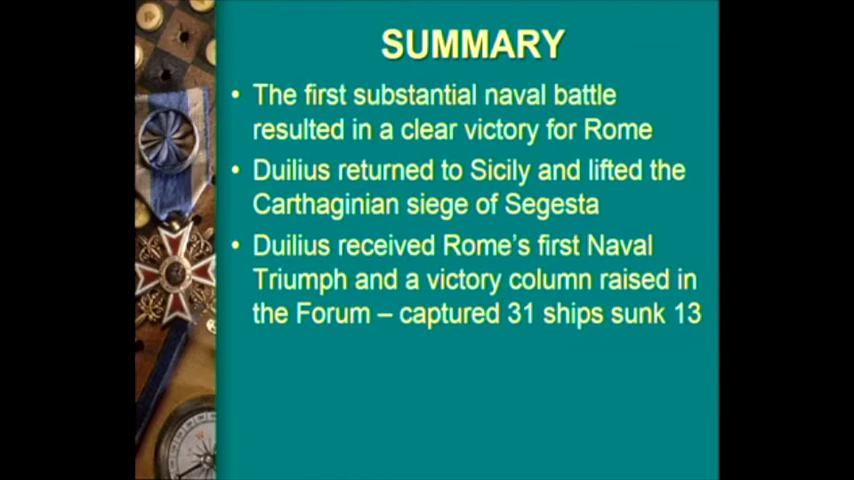 SUMMARY
• The first substantial naval battle
resulted in a clear victory for Rome
• Duilius returned to Sicily and lifted the
Carthaginian siege of Segesta
• Duilius received Rome's first Naval
Triumph and a victory column raised in
the Forum – captured 31 ships sunk 13